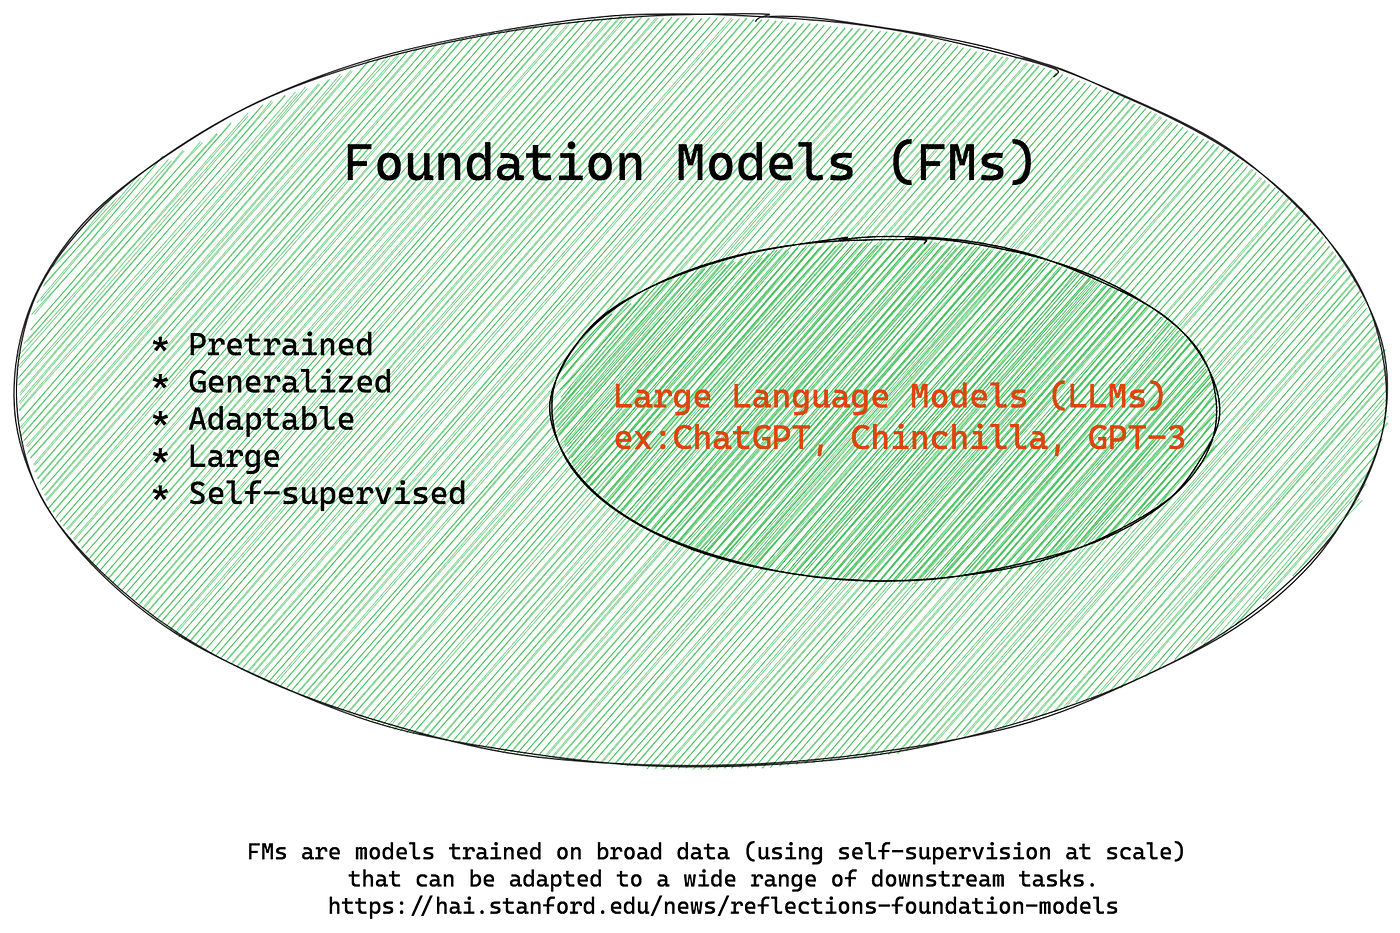 Foundation Models (FMs)
* Pretrained
* Generalized
* Adaptable
* Large
* Self-supervised
Large Language Models (LLMs)
ex:ChatGPT, Chinchilla, GPT-3
FMs are models trained on broad data (using self-supervision at scale)
that can be adapted to a wide range of downstream tasks.
https://hai.stanford.edu/news/reflections-foundation-models